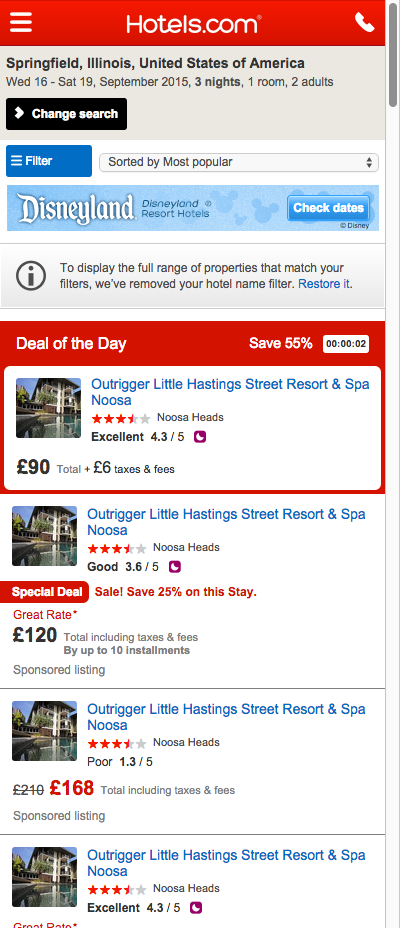 Hotels.com®
Springfield, Illinois, United States of America
Wed 16 - Sat 19, September 2015, 3 nights, 1 room, 2 adults
Change search
Filter
Sorted by Most popular
Disneyland
Disneyland ®
Resort Hotels
Check dates
© Disney
To display the full range of properties that match your
filters, we've removed your hotel name filter. Restore it.
Deal of the Day
Save 55%
00:00:02
Outrigger Little Hastings Street Resort & Spa
Noosa
Noosa Heads
Excellent 4.3 / 5
£90 Total + £6 taxes & fees
Outrigger Little Hastings Street Resort & Spa
Noosa
Noosa Heads
Good 3.6 / 5
Special Deal Sale! Save 25% on this Stay.
Great Rate*
£120 Total including taxes & fees
By up to 10 installments
Sponsored listing
Outrigger Little Hastings Street Resort & Spa
Noosa
Noosa Heads
Poor 1.3 / 5
£210 £168 Total including taxes & fees
Sponsored listing
Outrigger Little Hastings Street Resort & Spa
Noosa
Noosa Heads
Excellent 4.3 / 5
Great Rate*